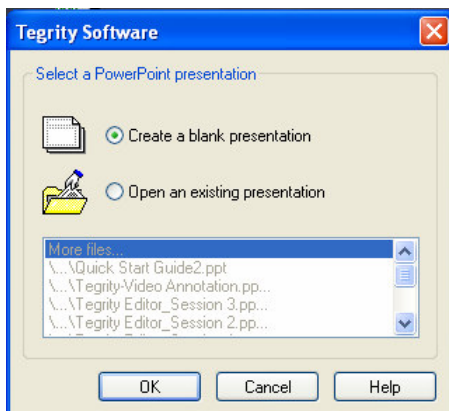 Tegrity Software
Select a PowerPoint presentation
Create a blank presentation
Open an existing presentation
More files...
\...\Quick Start Guide2.ppt
\...\Tegrity-Video Annotation.pp...
\...\Tegrity Editor_Session 3.pp...
\...\Tegrity Editor_Session 2.pp...
OK
Cancel
Help